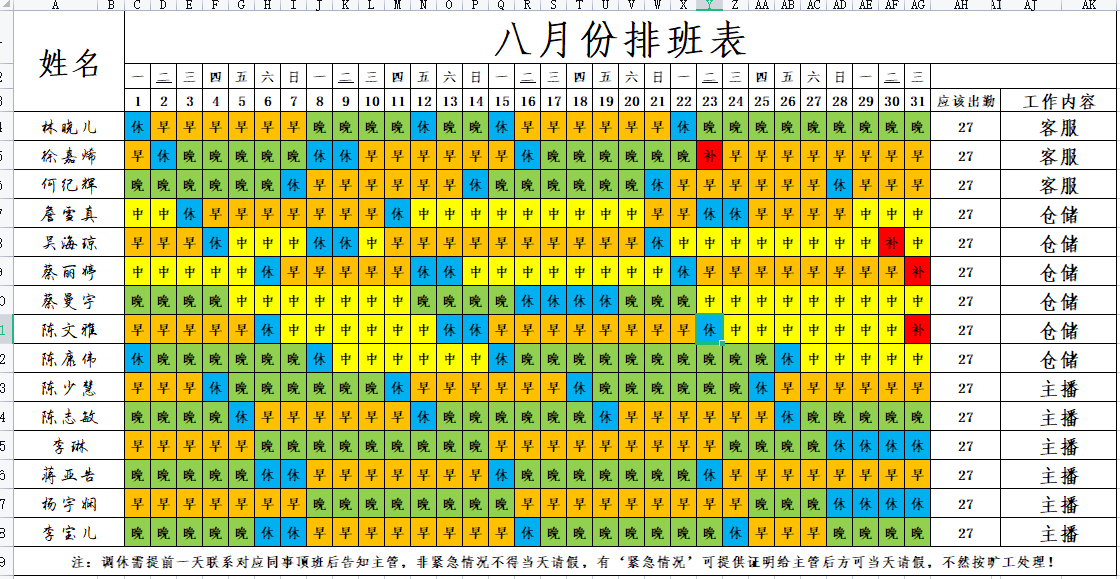 A B C D E F G H I J K L M N O P Q R S T U V W X Y Z AA AB AC AD AE AF AG AH AI AJ AK
八月份排班表
姓名 一 二 三 四 五 六 日 一 二 三 四 五 六 日 一 二 三 四 五 六 日 一 二 三 四 五 六 日 一 二 三
1 2 3 4 5 6 7 8 9 10 11 12 13 14 15 16 17 18 19 20 21 22 23 24 25 26 27 28 29 30 31 应该出勤 工作内容
林晓儿 休 早 早 早 早 早 早 晚 晚 晚 晚 休 晚 晚 休 早 早 早 早 早 早 休 晚 晚 晚 晚 晚 晚 晚 晚 晚 27 客服
徐嘉烯 早 休 晚 晚 晚 晚 晚 休 休 早 早 早 早 早 早 休 晚 晚 晚 晚 晚 晚 补 早 早 早 早 早 早 早 早 27 客服
何纪辉 晚 晚 晚 晚 晚 晚 休 早 早 早 早 早 早 休 晚 晚 晚 晚 晚 晚 休 早 早 早 早 早 早 休 早 早 早 27 客服
詹雪真 中 中 休 早 早 早 早 早 早 早 休 中 中 中 中 中 中 中 中 中 早 早 休 休 早 早 早 早 中 中 中 27 仓储
吴海琼 早 早 早 休 中 中 中 休 休 中 早 早 早 早 早 早 早 早 早 早 休 中 中 中 中 中 中 中 中 补 中 27 仓储
蔡丽婷 中 中 中 中 中 休 早 早 早 早 早 休 休 中 中 中 中 中 中 中 中 休 早 早 早 早 早 早 早 早 补 27 仓储
蔡曼宇 晚 晚 晚 晚 中 中 中 中 中 中 中 晚 晚 晚 晚 休 休 休 休 晚 晚 晚 中 中 中 中 中 中 中 中 中 27 仓储
陈文雅 早 早 早 早 早 休 中 中 中 中 中 中 休 休 早 早 早 早 早 早 早 早 休 中 中 中 中 中 中 中 补 27 仓储
陈康伟 休 晚 晚 晚 晚 晚 晚 休 中 中 中 中 中 中 休 晚 晚 晚 晚 晚 晚 晚 晚 晚 晚 休 中 中 中 中 中 27 仓储
陈少慧 早 早 早 休 晚 晚 晚 晚 晚 晚 休 早 早 早 早 早 早 休 晚 晚 晚 晚 晚 晚 休 早 早 早 早 早 早 27 主播
陈志敏 晚 晚 晚 晚 休 早 早 早 早 早 早 休 晚 晚 晚 晚 晚 晚 休 早 早 早 早 早 早 休 晚 晚 晚 晚 晚 27 主播
李琳 早 早 早 早 早 晚 晚 晚 晚 晚 晚 晚 晚 晚 早 早 早 早 早 早 早 早 早 晚 晚 晚 晚 休 休 休 休 27 主播
蒋亚 晚 晚 晚 晚 晚 休 休 早 早 早 早 早 早 早 休 晚 晚 晚 晚 晚 晚 晚 休 早 早 早 早 早 早 早 早 27 主播
杨宇娴 早 早 早 早 早 早 早 晚 晚 晚 晚 晚 晚 晚 晚 早 早 早 早 早 早 早 早 早 晚 晚 晚 休 休 休 休 27 主播
李宝儿 晚 晚 晚 晚 晚 休 休 早 早 早 早 早 早 早 早 休 晚 晚 晚 晚 晚 晚 晚 休 早 早 早 晚 晚 晚 晚 27 主播
注：调休需提前一天联系对应同事顶班后告知主管，非紧急情况不得当天请假，有‘紧急情况’可提供证明给主管后方可当天请假，不然按旷工处理！